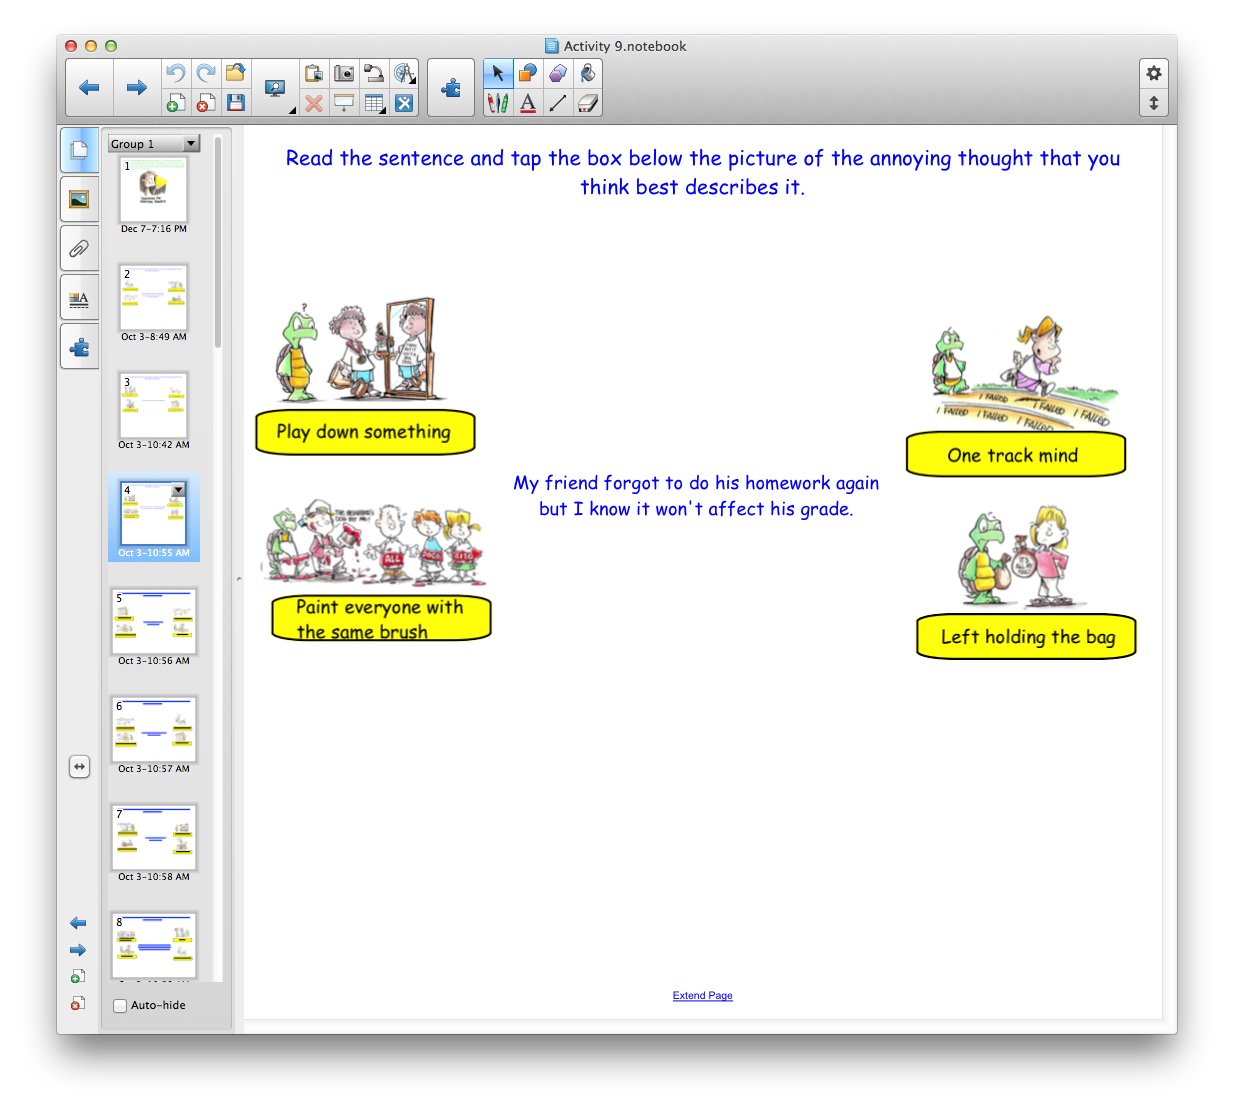 Activity 9.notebook
Group 1
1
Dec 7-7:16 PM
2
Oct 3-8:49 AM
3
Oct 3-10:42 AM
4
Oct 3-10:55 AM
5
Oct 3-10:56 AM
6
Oct 3-10:57 AM
7
Oct 3-10:58 AM
8
Auto-hide
Read the sentence and tap the box below the picture of the annoying thought that you
think best describes it.
?
Play down something
I FAILED
I FAILED
I FAILED
I FAILED
I FAILED
I FAILED
One track mind
My friend forgot to do his homework again
but I know it won't affect his grade.
ALL
Paint everyone with
the same brush
Left holding the bag
Extend Page